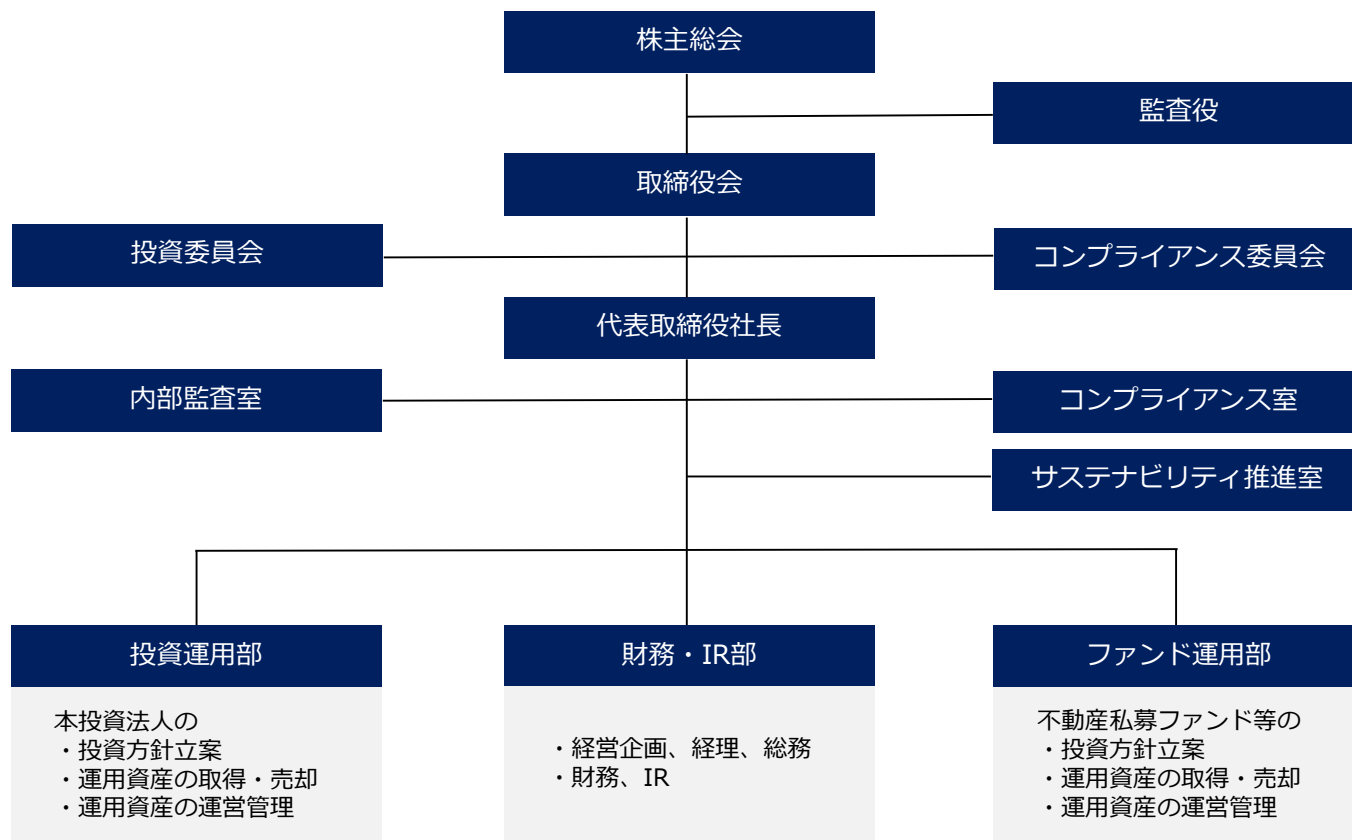 株主総会
監査役
取締役会
投資委員会
コンプライアンス委員会
代表取締役社長
内部監査室
コンプライアンス室
サステナビリティ推進室
投資運用部
本投資法人の
・投資方針立案
・運用資産の取得・売却
・運用資産の運営管理
財務・IR部
・経営企画、経理、総務
・財務、IR
ファンド運用部
不動産私募ファンド等の
・投資方針立案
・運用資産の取得・売却
・運用資産の運営管理